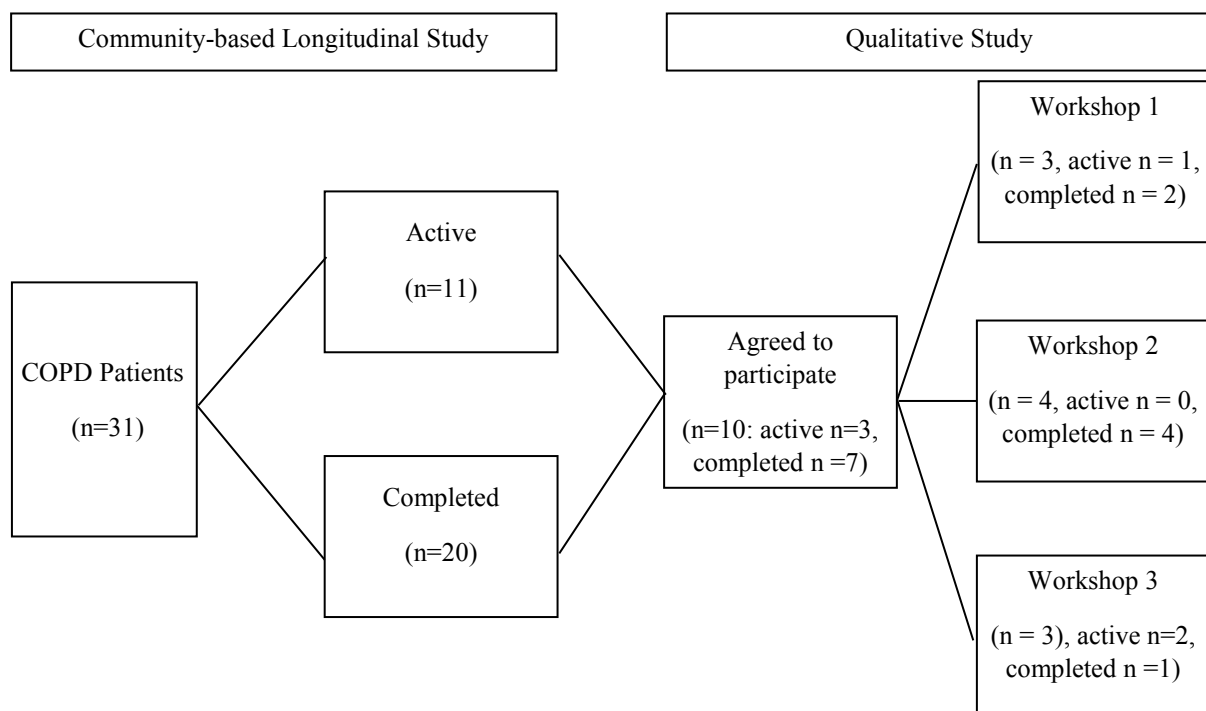 Community-based Longitudinal Study
Qualitative Study
COPD Patients
(n=31)
Active
(n=11)
Completed
(n=20)
Agreed to
participate
(n=10: active n=3,
completed n =7)
Workshop 1
(n = 3, active n = 1,
completed n = 2)
Workshop 2
(n = 4, active n = 0,
completed n = 4)
Workshop 3
(n = 3), active n=2,
completed n =1)